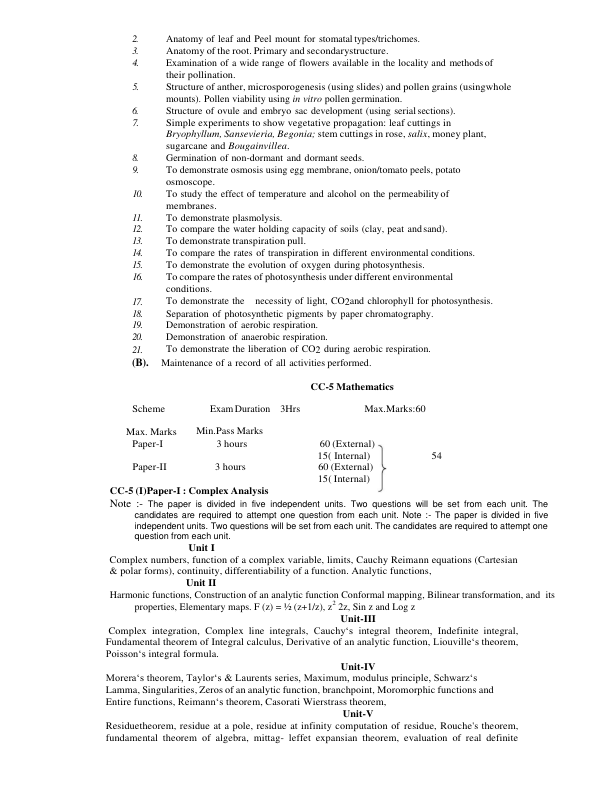 2. Anatomy of leaf and Peel mount for stomatal types/trichomes.
3. Anatomy of the root. Primary and secondarystructure.
4. Examination of a wide range of flowers available in the locality and methods of
their pollination.
5. Structure of anther, microsporogenesis (using slides) and pollen grains (usingwhole
mounts). Pollen viability using in vitro pollen germination.
6. Structure of ovule and embryo sac development (using serial sections).
7. Simple experiments to show vegetative propagation: leaf cuttings in
Bryophyllum, Sansevieria, Begonia; stem cuttings in rose, salix, money plant,
sugarcane and Bougainvillea.
8. Germination of non-dormant and dormant seeds.
9. To demonstrate osmosis using egg membrane, onion/tomato peels, potato
osmoscope.
10. To study the effect of temperature and alcohol on the permeability of
membranes.
11. To demonstrate plasmolysis.
12. To compare the water holding capacity of soils (clay, peat and sand).
13. To demonstrate transpiration pull.
14. To compare the rates of transpiration in different environmental conditions.
15. To demonstrate the evolution of oxygen during photosynthesis.
16. To compare the rates of photosynthesis under different environmental
conditions.
17. To demonstrate the necessity of light, CO2and chlorophyll for photosynthesis.
18. Separation of photosynthetic pigments by paper chromatography.
19. Demonstration of aerobic respiration.
20. Demonstration of anaerobic respiration.
21. To demonstrate the liberation of CO2 during aerobic respiration.
(B). Maintenance of a record of all activities performed.
CC-5 Mathematics
Scheme Exam Duration 3Hrs Max.Marks:60
Max. Marks Min.Pass Marks
Paper-I 3 hours 60 (External)
15( Internal) 54
Paper-II 3 hours 60 (External)
15( Internal)
CC-5 (I)Paper-I : Complex Analysis
Note :- The paper is divided in five independent units. Two questions will be set from each unit. The
candidates are required to attempt one question from each unit. Note :- The paper is divided in five
independent units. Two questions will be set from each unit. The candidates are required to attempt one
question from each unit.
Unit I
Complex numbers, function of a complex variable, limits, Cauchy Reimann equations (Cartesian
& polar forms), continuity, differentiability of a function. Analytic functions,
Unit II
Harmonic functions, Construction of an analytic function Conformal mapping, Bilinear transformation, and its
properties, Elementary maps. F (z) = ½ (z+1/z), z² 2z, Sin z and Log z
Unit-III
Complex integration, Complex line integrals, Cauchy‘s integral theorem, Indefinite integral,
Fundamental theorem of Integral calculus, Derivative of an analytic function, Liouville‘s theorem,
Poisson‘s integral formula.
Unit-IV
Morera‘s theorem, Taylor‘s & Laurents series, Maximum, modulus principle, Schwarz‘s
Lamma, Singularities, Zeros of an analytic function, branchpoint, Moromorphic functions and
Entire functions, Reimann‘s theorem, Casorati Wierstrass theorem,
Unit-V
Residuetheorem, residue at a pole, residue at infinity computation of residue, Rouche's theorem,
fundamental theorem of algebra, mittag- leffet expansian theorem, evaluation of real definite